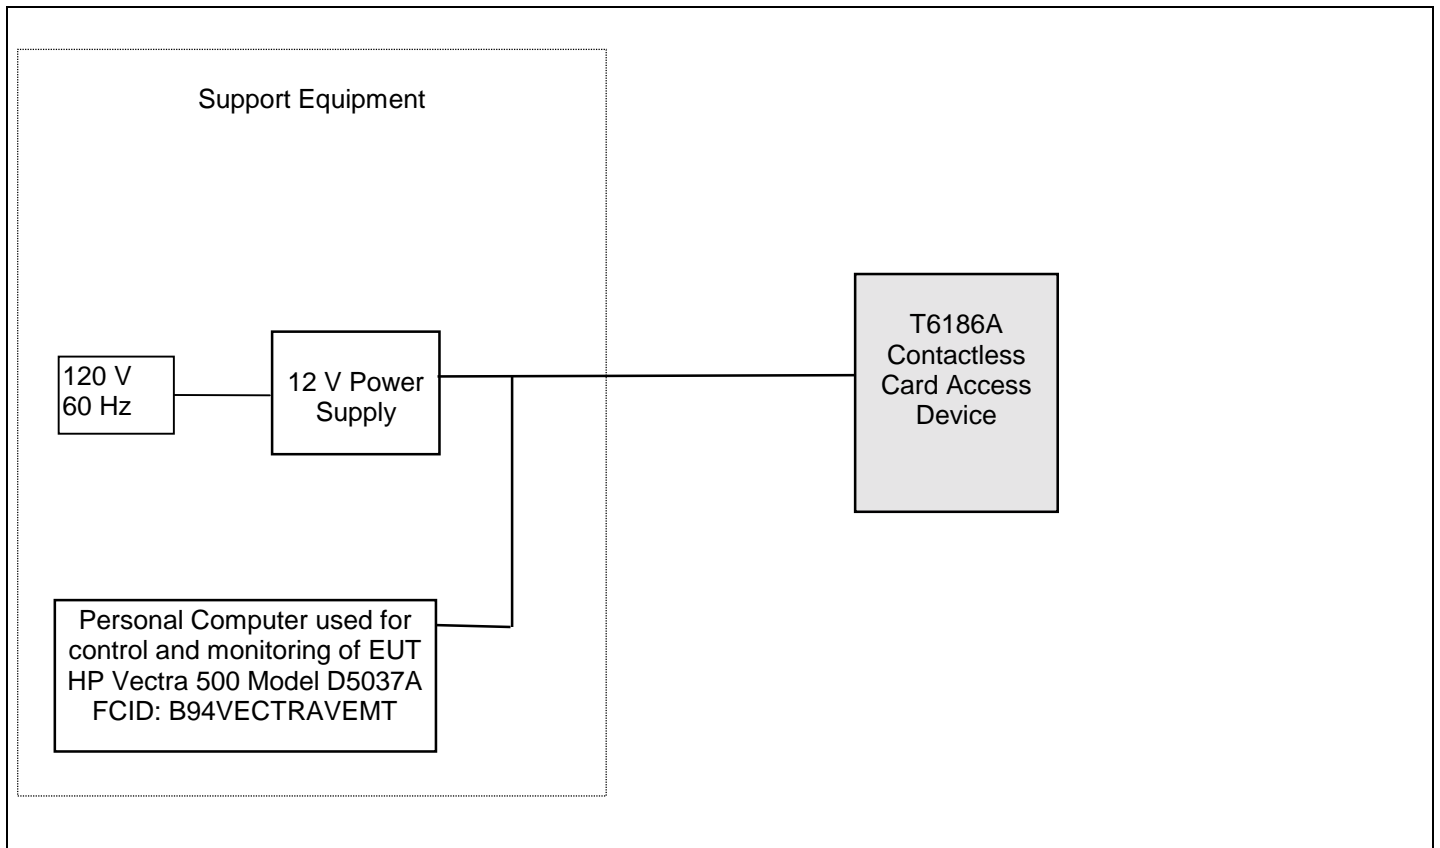 Support Equipment
120 V
60 Hz
12 V Power
Supply
T6186A
Contactless
Card Access
Device
Personal Computer used for
control and monitoring of EUT
HP Vectra 500 Model D5037A
FCID: B94VECTRAVEMT